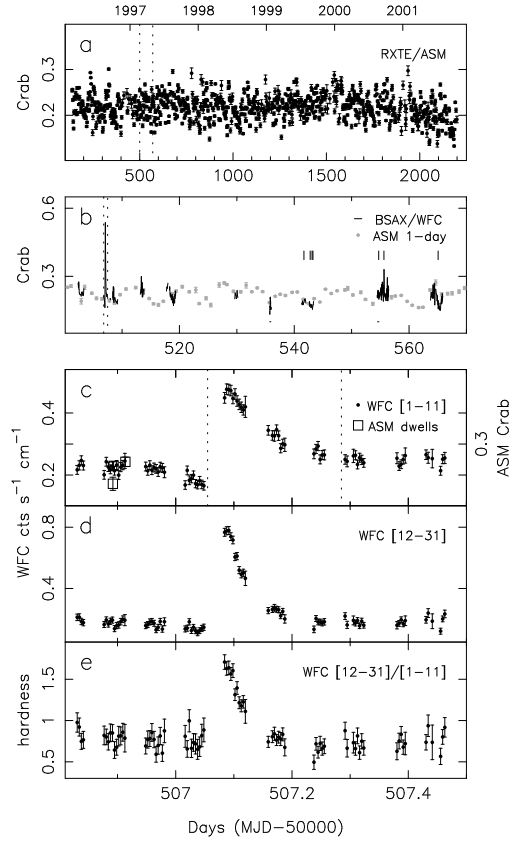 1997 1998 1999 2000 2001
a
RXTE/ASM
Crab
0.3
0.2
500 1000 1500 2000
b
BSAX/WFC
ASM 1-day
Crab
0.6
0.3
520 540 560
c
WFC [1-11]
ASM dwells
0.4
0.2
0.3
ASM Crab
WFC cts s⁻¹ cm⁻¹
d
WFC [12-31]
0.8
0.4
e
WFC [12-31]/[1-11]
hardness
1.5
1
0.5
507 507.2 507.4
Days (MJD-50000)